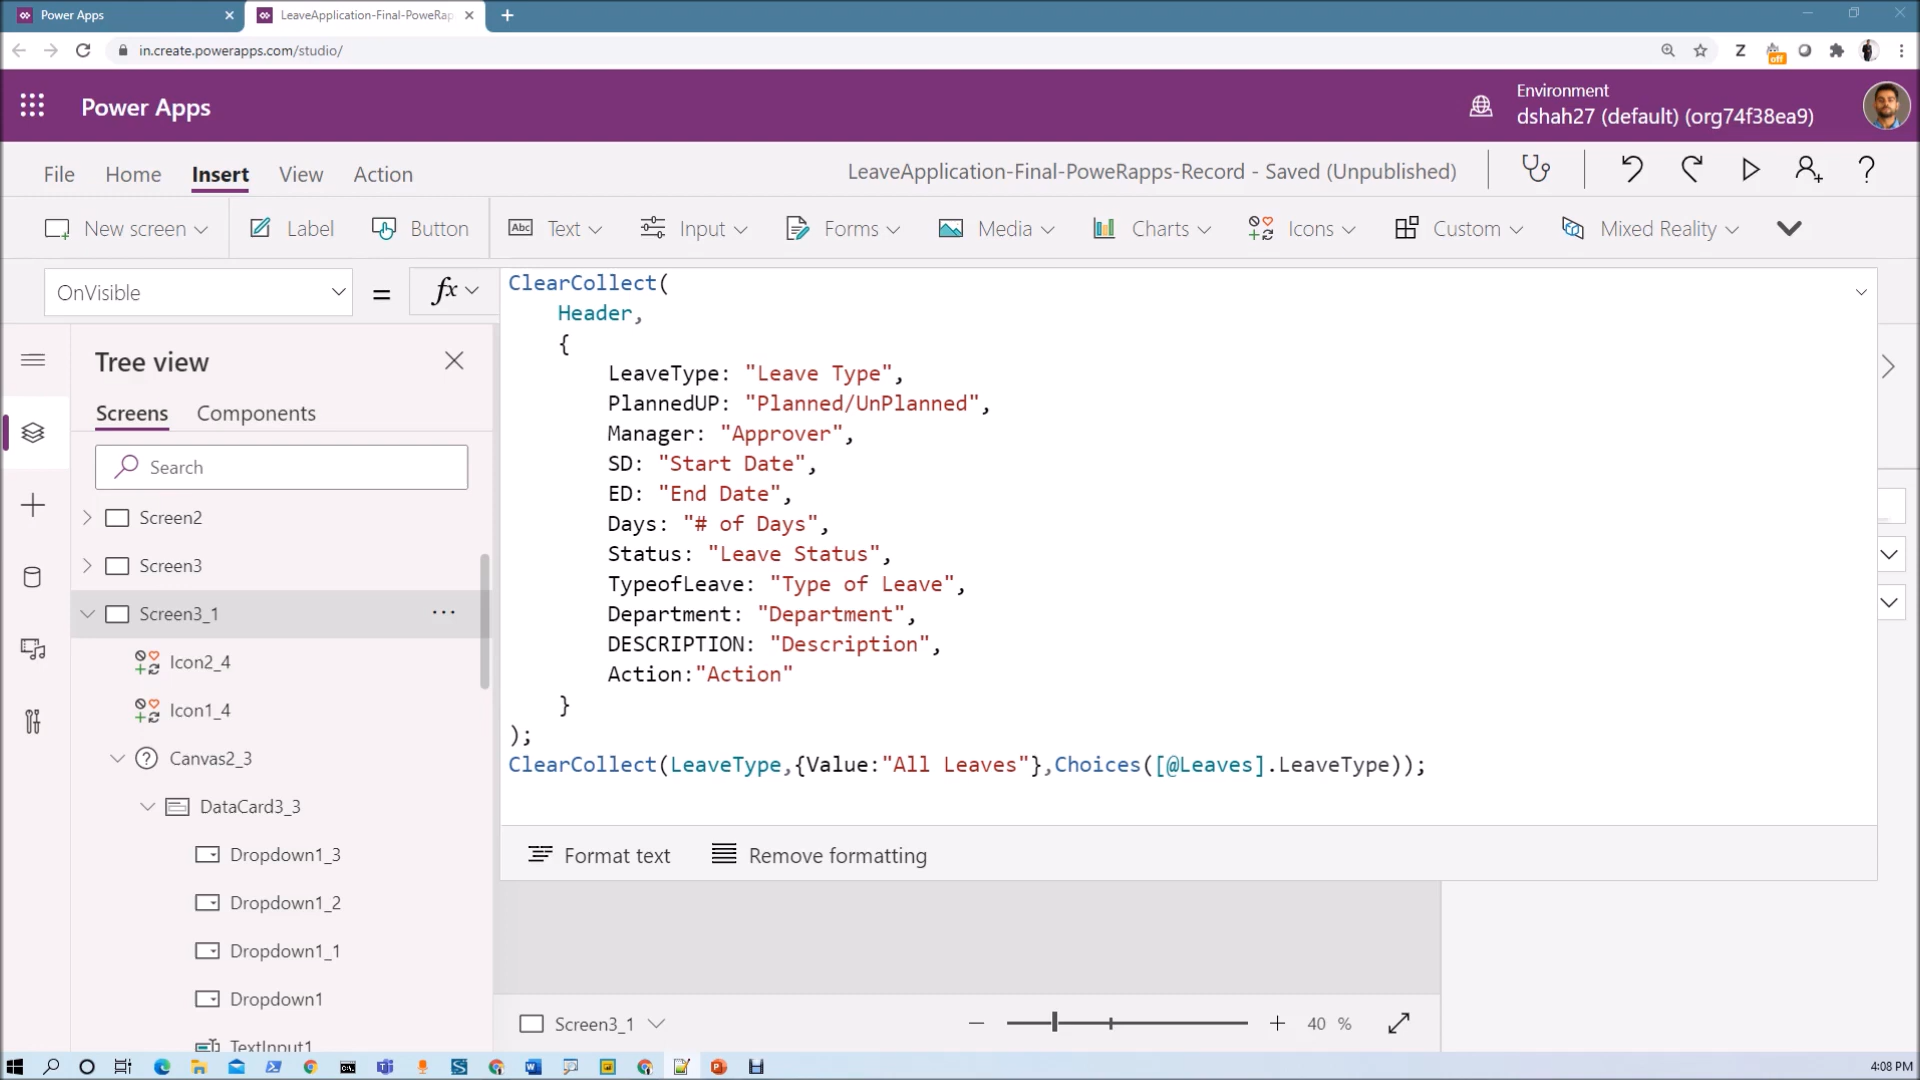 Power Apps
LeaveApplication-Final-PoweRap
in.create.powerapps.com/studio/
Z
off
Power Apps
Environment
dshah27 (default) (org74f38ea9)
File
Home
Insert
View
Action
LeaveApplication-Final-PoweRapps-Record - Saved (Unpublished)
New screen
Label
Button
Abc
Text
Input
Forms
Media
Charts
Icons
Custom
Mixed Reality
OnVisible
=
fx
ClearCollect(
Header,
{
LeaveType: "Leave Type",
PlannedUP: "Planned/UnPlanned",
Manager: "Approver",
SD: "Start Date",
ED: "End Date",
Days: "# of Days",
Status: "Leave Status",
TypeofLeave: "Type of Leave",
Department: "Department",
DESCRIPTION: "Description",
Action:"Action"
}
);
ClearCollect(LeaveType,{Value:"All Leaves"},Choices([@Leaves].LeaveType));
Format text
Remove formatting
Tree view
Screens
Components
Search
Screen2
Screen3
Screen3_1
Icon2_4
Icon1_4
Canvas2_3
DataCard3_3
Dropdown1_3
Dropdown1_2
Dropdown1_1
Dropdown1
TextInput1
Screen3_1
40 %
4:08 PM